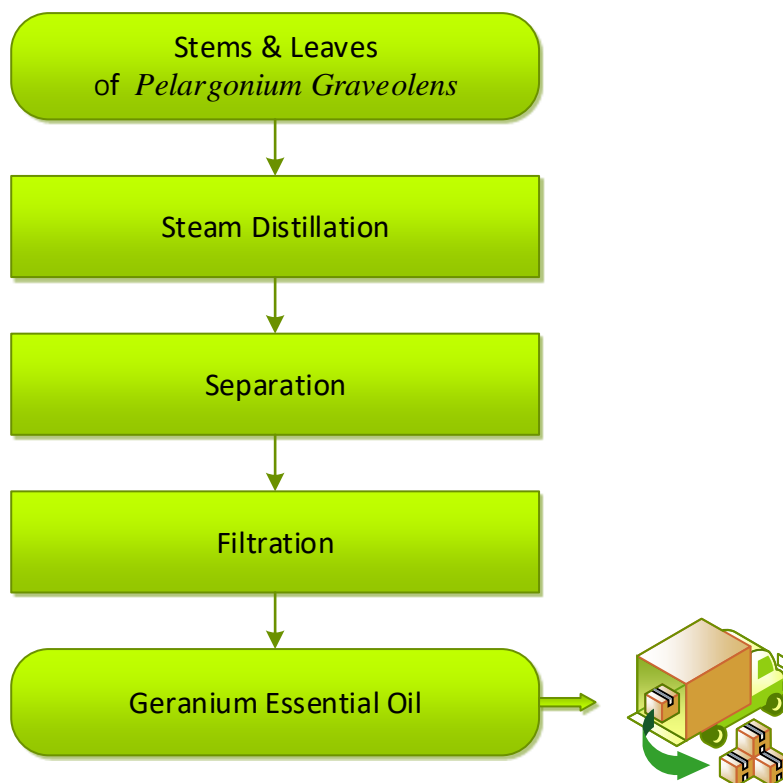 Stems & Leaves
of Pelargonium Graveolens
Steam Distillation
Separation
Filtration
Geranium Essential Oil